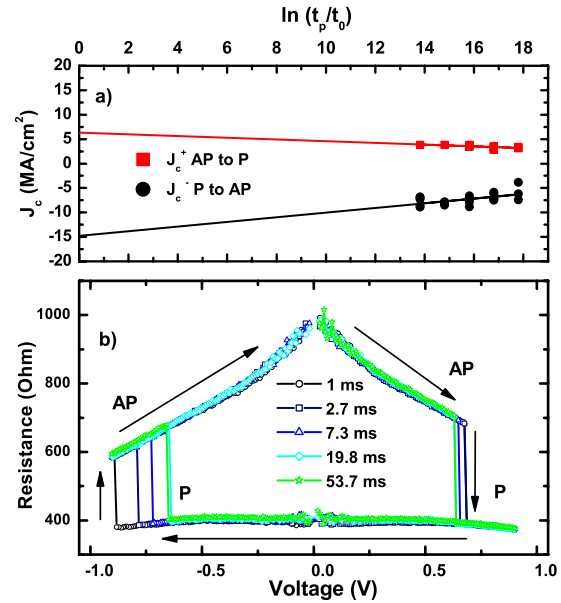 ln (t_p/t_0)
0 2 4 6 8 10 12 14 16 18
a)
J_c (MA/cm²)
20
15
10
5
0
-5
-10
-15
-20
J_c⁺ AP to P
J_c⁻ P to AP
b)
Resistance (Ohm)
1000
800
600
400
AP
AP
1 ms
2.7 ms
7.3 ms
19.8 ms
53.7 ms
P
P
-1.0 -0.5 0.0 0.5 1.0
Voltage (V)